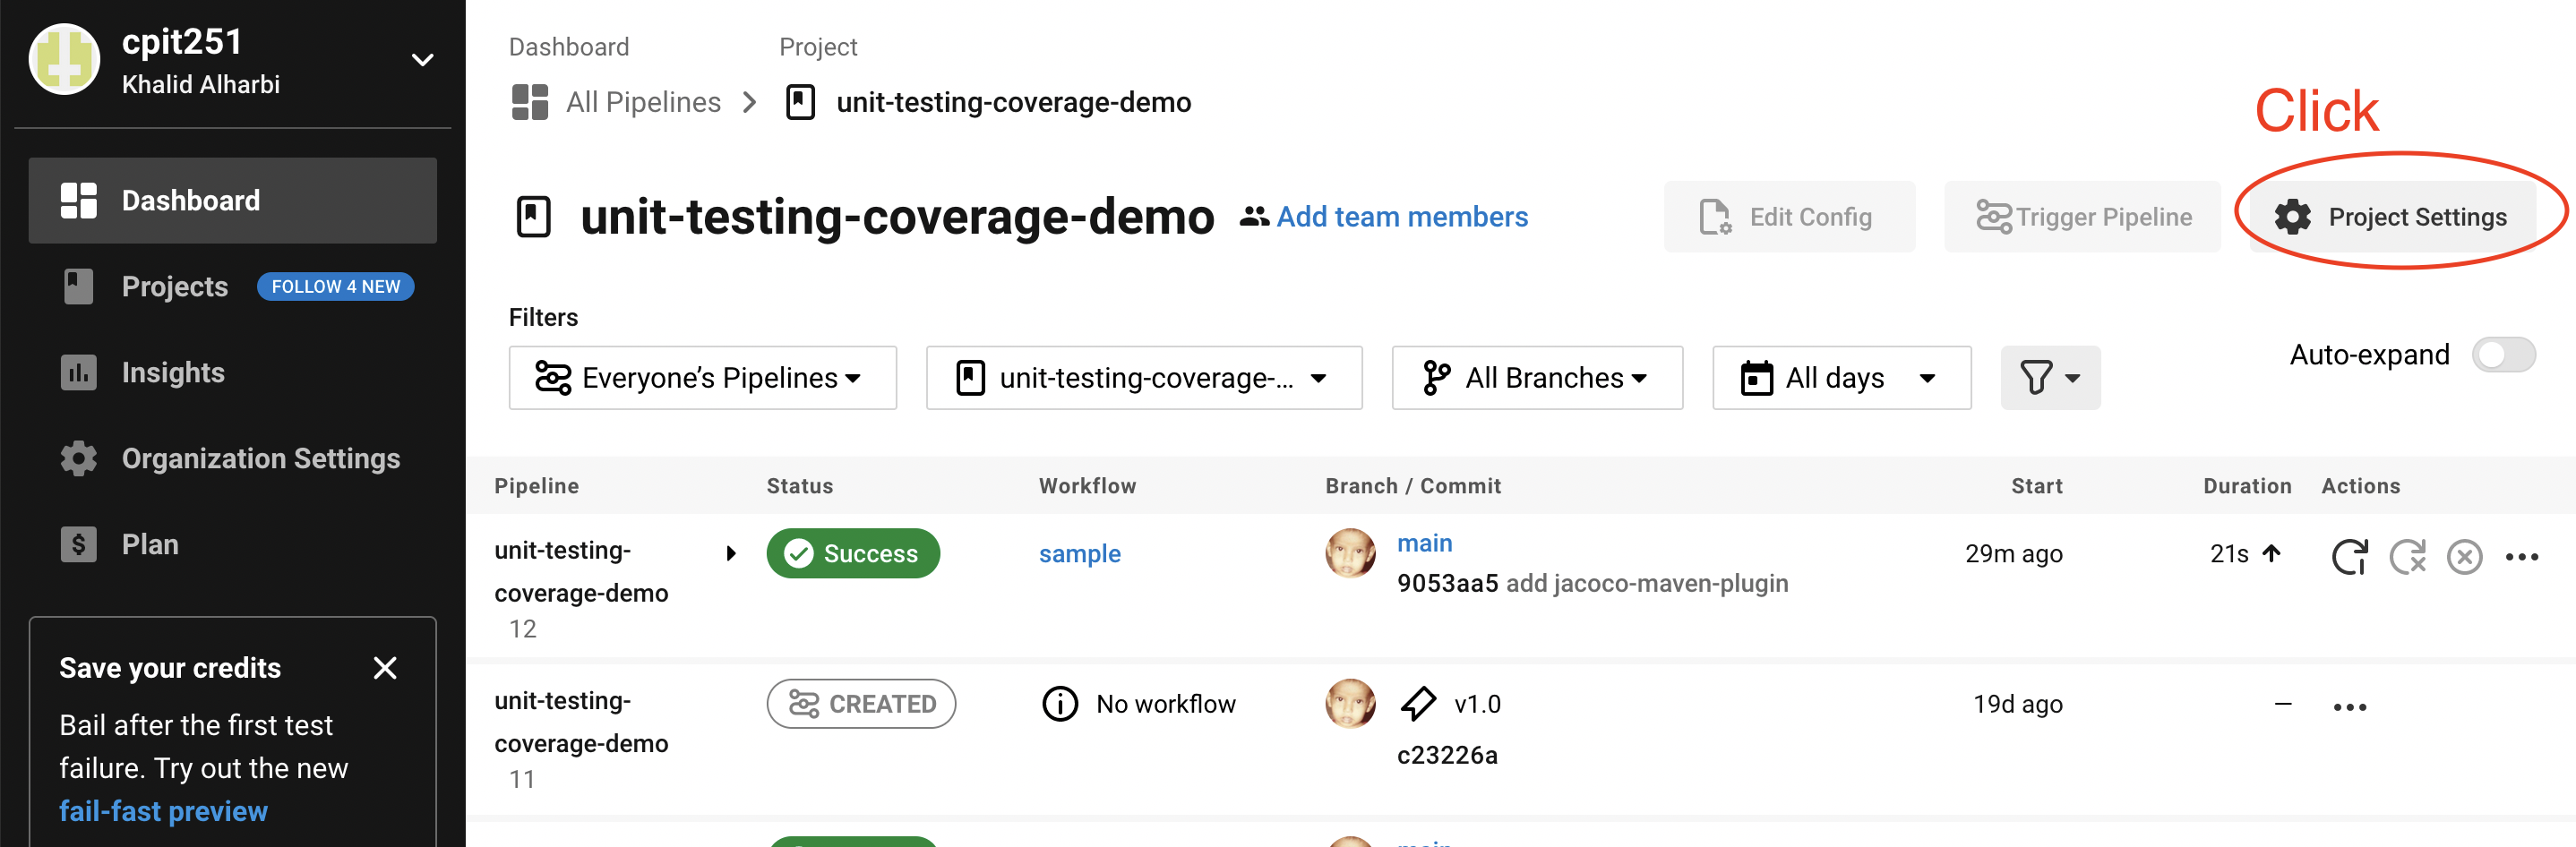 cpit251
Khalid Alharbi
Dashboard
Projects FOLLOW 4 NEW
Insights
Organization Settings
Plan
Save your credits
Bail after the first test
failure. Try out the new
fail-fast preview
Dashboard Project
All Pipelines unit-testing-coverage-demo
Click
unit-testing-coverage-demo Add team members Edit Config Trigger Pipeline Project Settings
Filters
Everyone’s Pipelines unit-testing-coverage-... All Branches All days Auto-expand
Pipeline Status Workflow Branch / Commit Start Duration Actions
unit-testing-
coverage-demo
12
Success sample main 29m ago 21s
9053aa5 add jacoco-maven-plugin
unit-testing-
coverage-demo
11
CREATED No workflow v1.0 19d ago –
c23226a
main